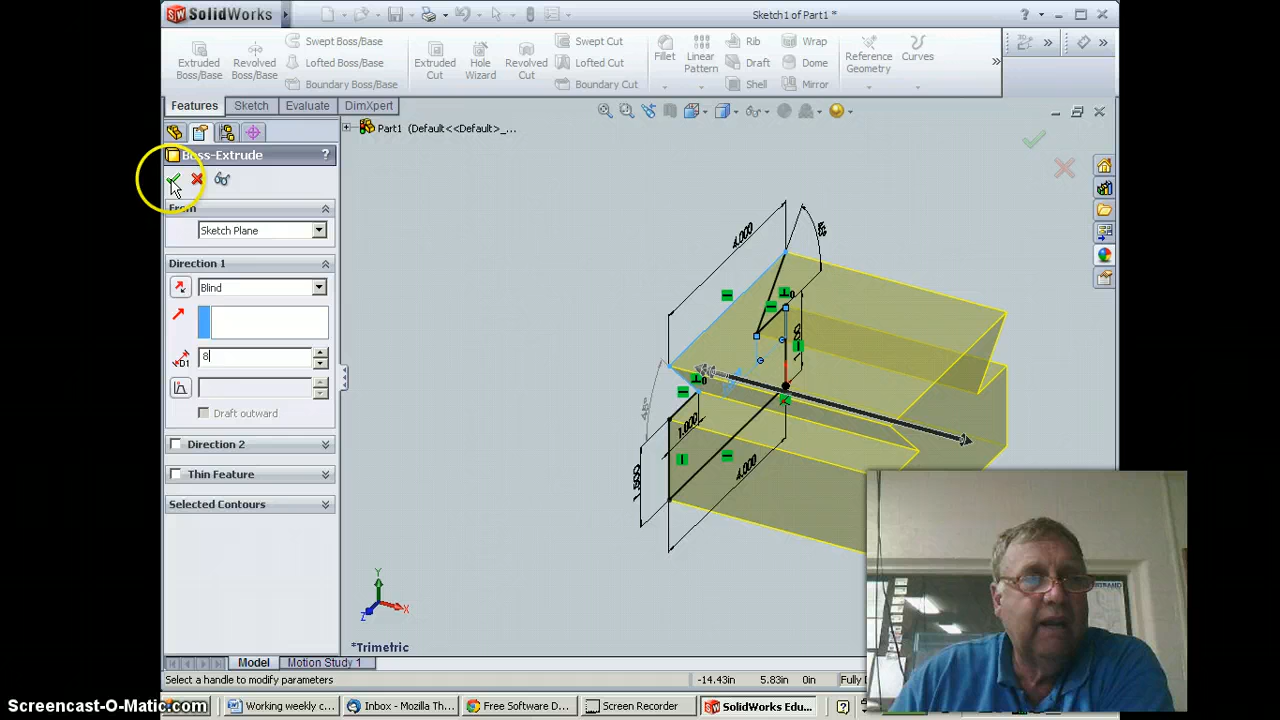 SolidWorks
Sketch1 of Part1 *
Extruded Boss/Base
Revolved Boss/Base
Swept Boss/Base
Lofted Boss/Base
Boundary Boss/Base
Extruded Cut
Hole Wizard
Revolved Cut
Swept Cut
Lofted Cut
Boundary Cut
Fillet
Linear Pattern
Rib
Draft
Shell
Wrap
Dome
Mirror
Reference Geometry
Curves
Features
Sketch
Evaluate
DimXpert
Part1 (Default<<Default>_...
Boss-Extrude
?
From
Sketch Plane
Direction 1
Blind
D1
8
Draft outward
Direction 2
Thin Feature
Selected Contours
4.000
1.000
4.000
Y
X
Z
*Trimetric
Model
Motion Study 1
Select a handle to modify parameters
-14.43in
5.83in
0in
Fully D
Screencast-O-Matic.com
Working weekly c...
Inbox - Mozilla Th...
Free Software D...
Screen Recorder
SolidWorks Edu...